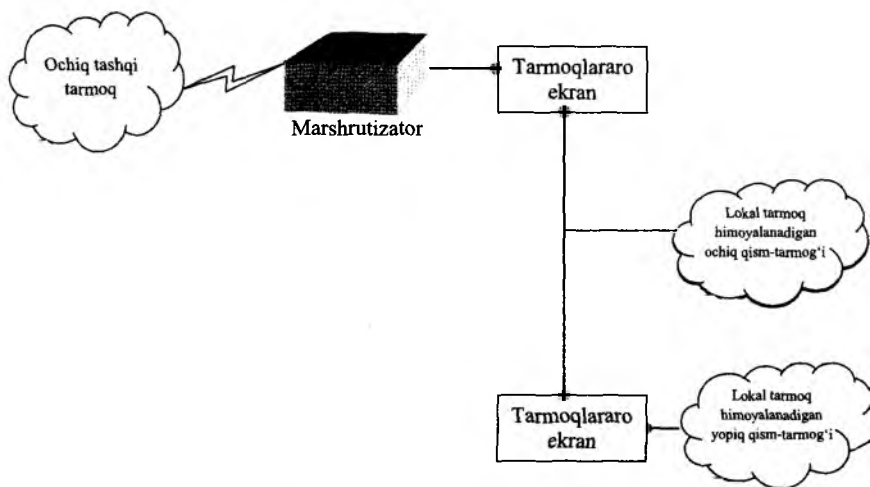 Ochiq tashqi
tarmoq
Marshrutizator
Tarmoqlararo
ekran
Lokal tarmoq
himoyalanadigan
ochiq qism-tarmog‘i
Tarmoqlararo
ekran
Lokal tarmoq
himoyalanadigan
yopiq qism-tarmog‘i